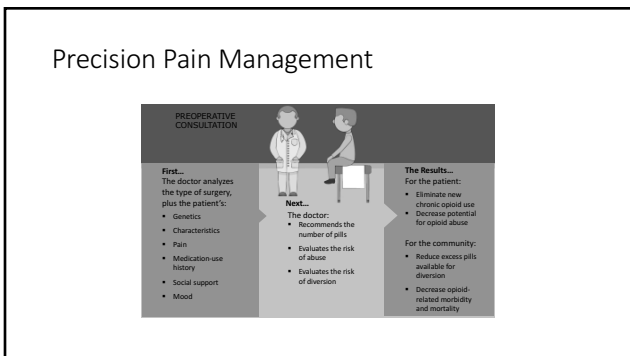 Precision Pain Management
PREOPERATIVE
CONSULTATION
First...
The doctor analyzes
the type of surgery,
plus the patient's:
▪ Genetics
▪ Characteristics
▪ Pain
▪ Medication-use
history
▪ Social support
▪ Mood
Next...
The doctor:
▪ Recommends the
number of pills
▪ Evaluates the risk
of abuse
▪ Evaluates the risk
of diversion
The Results...
For the patient:
▪ Eliminate new
chronic opioid use
▪ Decrease potential
for opioid abuse
For the community:
▪ Reduce excess pills
available for
diversion
▪ Decrease opioid-
related morbidity
and mortality